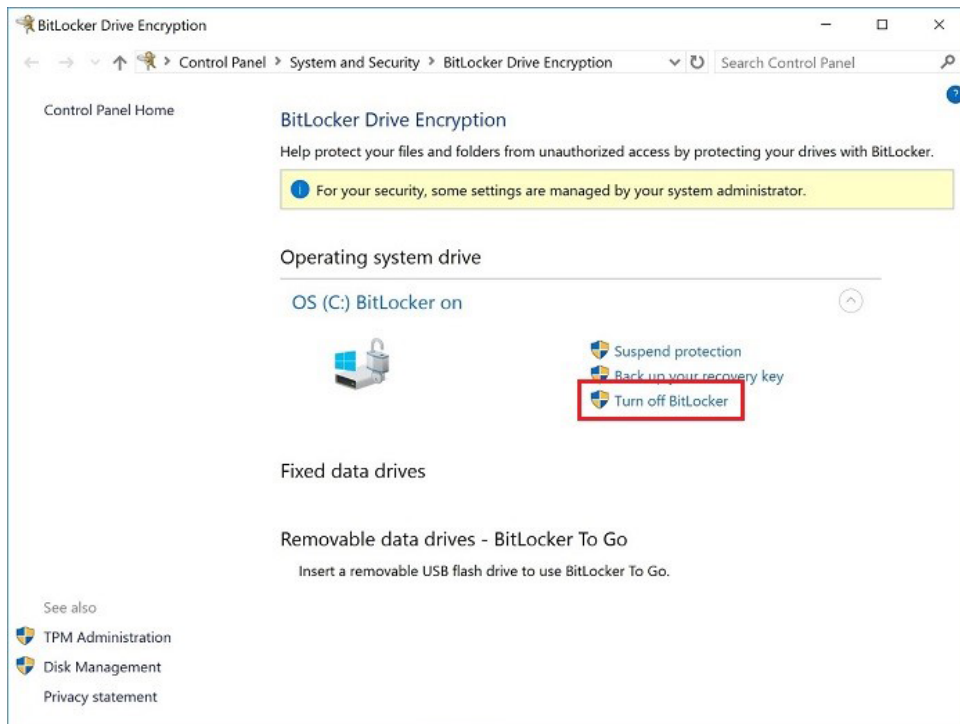 BitLocker Drive Encryption
Control Panel > System and Security > BitLocker Drive Encryption
Search Control Panel
Control Panel Home
?
BitLocker Drive Encryption
Help protect your files and folders from unauthorized access by protecting your drives with BitLocker.
For your security, some settings are managed by your system administrator.
Operating system drive
OS (C:) BitLocker on
Suspend protection
Back up your recovery key
Turn off BitLocker
Fixed data drives
Removable data drives - BitLocker To Go
Insert a removable USB flash drive to use BitLocker To Go.
See also
TPM Administration
Disk Management
Privacy statement